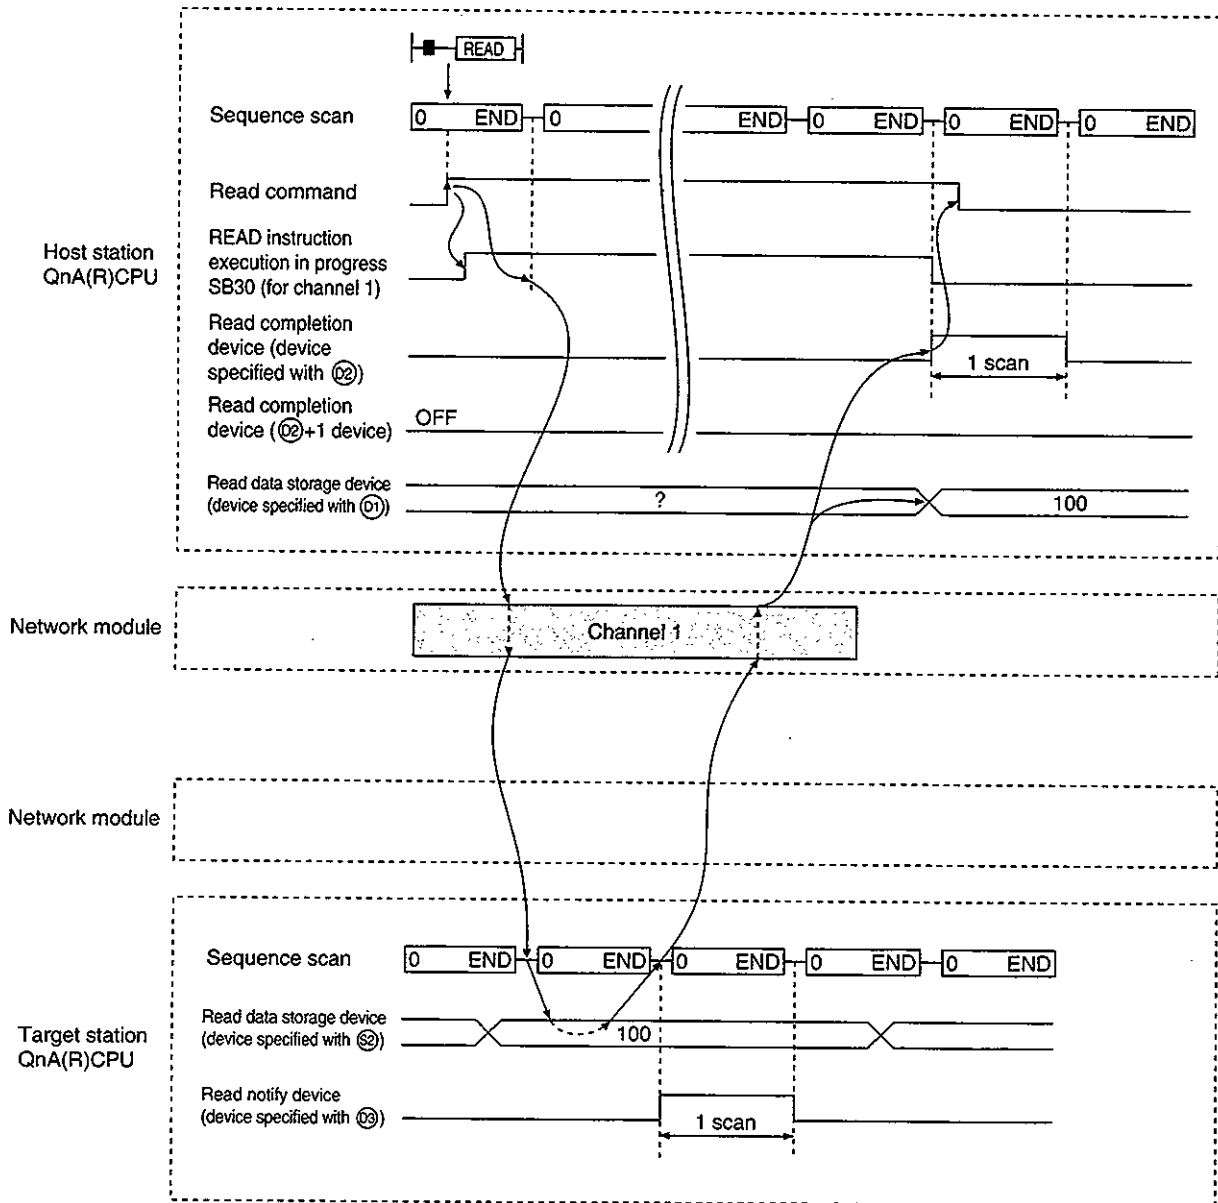 READ
Sequence scan
0 END 0 END 0 END 0 END 0 END
Read command
Host station
QnA(R)CPU
READ instruction
execution in progress
SB30 (for channel 1)
Read completion
device (device
specified with D2)
1 scan
Read completion
device (D2+1 device)
OFF
Read data storage device
(device specified with D1)
?
100
Network module
Channel 1
Network module
Sequence scan
0 END 0 END 0 END 0 END 0 END
Target station
QnA(R)CPU
Read data storage device
(device specified with S2)
100
Read notify device
(device specified with D3)
1 scan